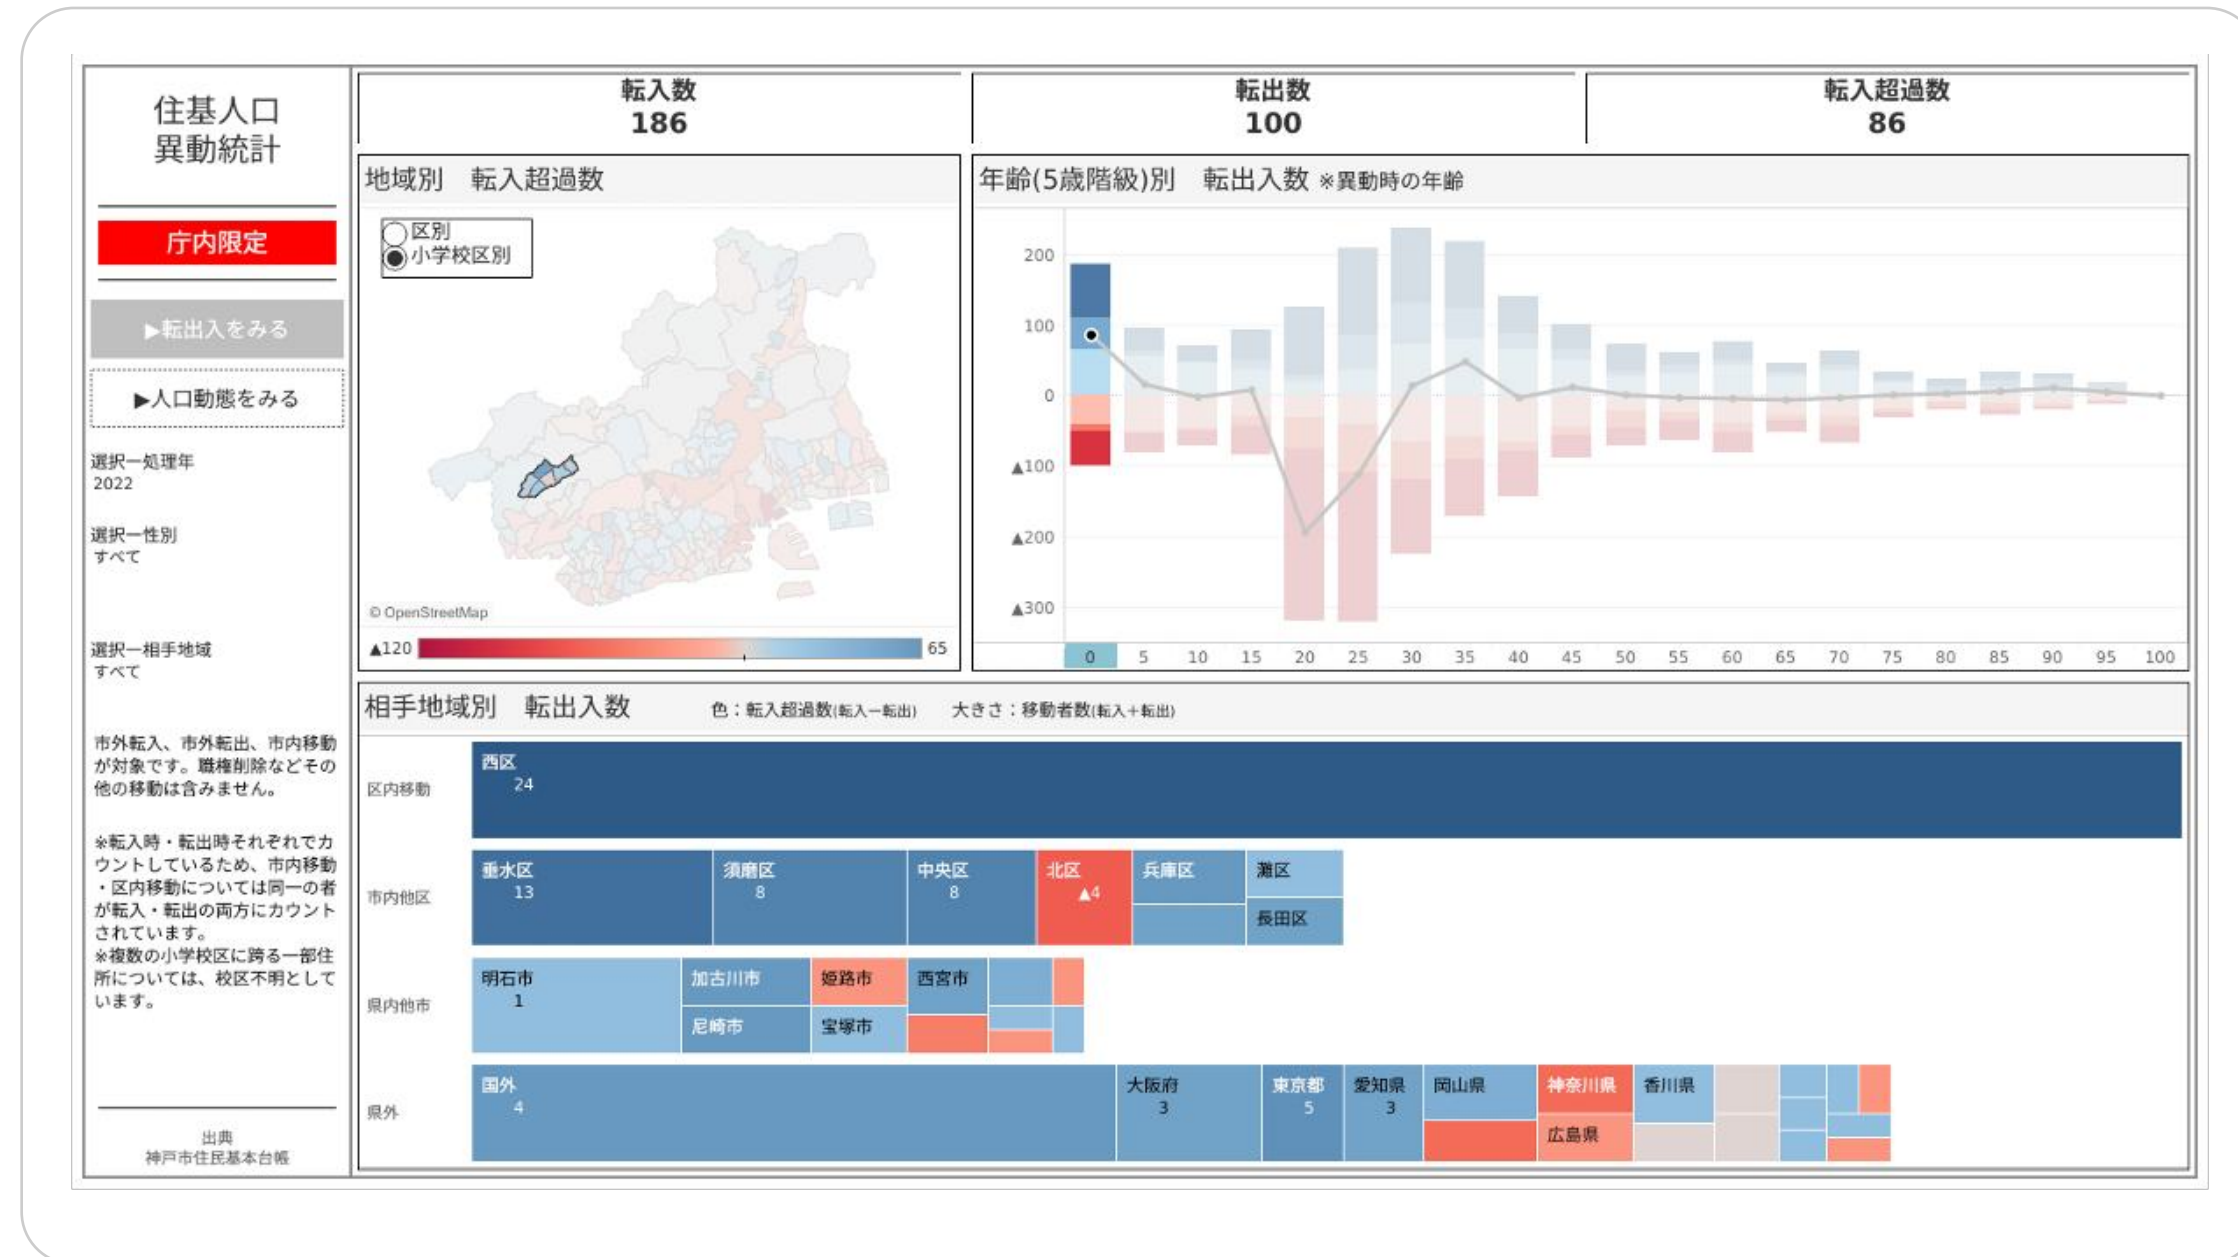 住基人口
異動統計
庁内限定
▶転出入をみる
▶人口動態をみる
選択ー処理年
2022
選択ー性別
すべて
選択ー相手地域
すべて
市外転入、市外転出、市内移動
が対象です。職権削除などその
他の移動は含みません。
※転入時・転出時それぞれでカ
ウントしているため、市内移動
・区内移動については同一の者
が転入・転出の両方にカウント
されています。
※複数の小学校区に跨る一部住
所については、校区不明として
います。
出典
神戸市住民基本台帳
転入数
186
転出数
100
転入超過数
86
地域別　転入超過数
区別
小学校区別
© OpenStreetMap
▲120
65
年齢(5歳階級)別　転出入数 ※異動時の年齢
200
100
0
▲100
▲200
▲300
0 5 10 15 20 25 30 35 40 45 50 55 60 65 70 75 80 85 90 95 100
相手地域別　転出入数　色：転入超過数(転入ー転出)　大きさ：移動者数(転入＋転出)
区内移動
西区
24
市内他区
垂水区
13
須磨区
8
中央区
8
北区
▲4
兵庫区
灘区
長田区
県内他市
明石市
1
加古川市
尼崎市
姫路市
宝塚市
西宮市
県外
国外
4
大阪府
3
東京都
5
愛知県
3
岡山県
神奈川県
広島県
香川県